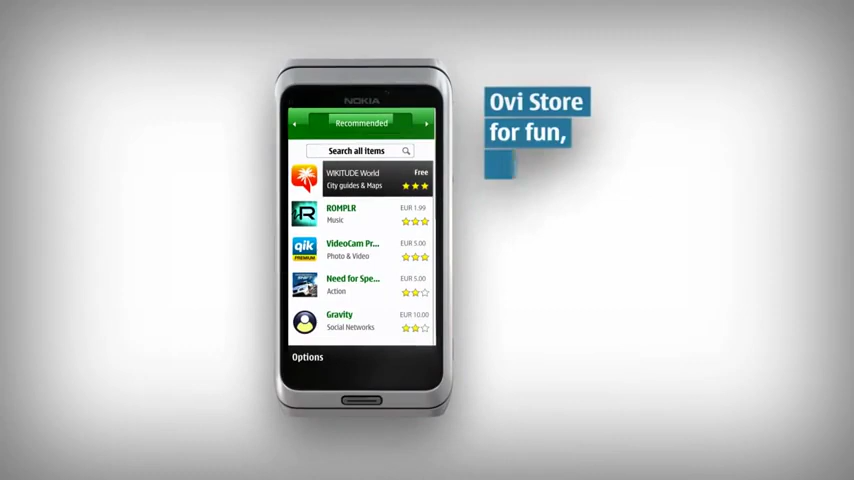 Ovi Store
for fun,
NOKIA
Recommended
Search all items
WIKITUDE World
Free
City guides & Maps
ROMPLR
EUR 1.99
Music
qik
PREMIUM
VideoCam Pr...
EUR 5.00
Photo & Video
Need for Spe...
EUR 5.00
Action
Gravity
EUR 10.00
Social Networks
Options